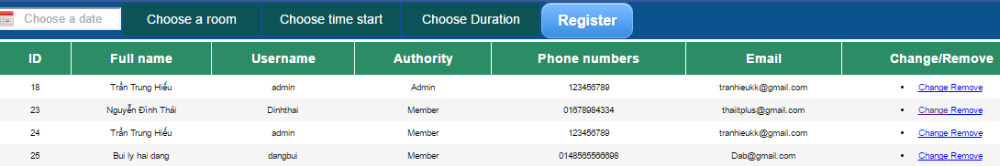 Choose a date Choose a room Choose time start Choose Duration Register
ID Full name Username Authority Phone numbers Email Change/Remove
18 Trần Trung Hiếu admin Admin 123456789 tranhieukk@gmail.com • Change Remove
23 Nguyễn Đình Thái Dinhthai Member 01678984334 thaiitplus@gmail.com • Change Remove
24 Trần Trung Hiếu admin Member 123456789 tranhieukk@gmail.com • Change Remove
25 Bui ly hai dang dangbui Member 0148565566698 Dab@gmail.com • Change Remove